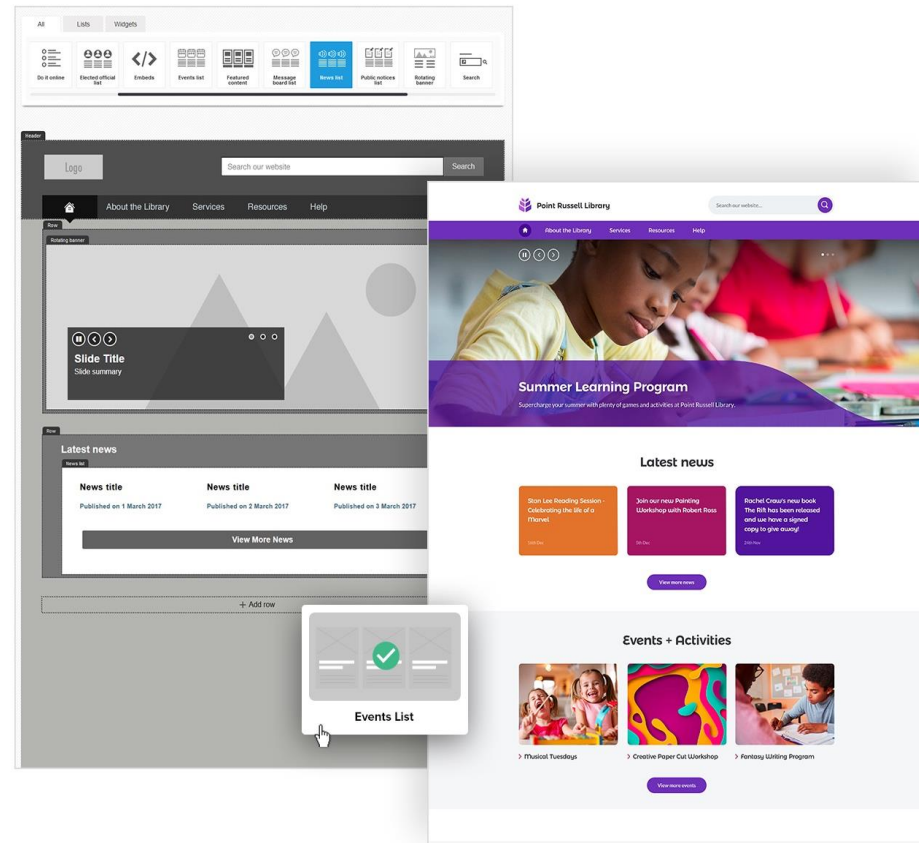 All Lists Widgets
Do it online
Elected official
list
Embeds
Events list
Featured
content
Message
board list
News list
Public notices
list
Rotating
banner
Search
Header
Logo
Search our website
Search
About the Library Services Resources Help
Row
Rotating banner
Slide Title
Slide summary
Row
Latest news
News list
News title News title News title
Published on 1 March 2017 Published on 2 March 2017 Published on 3 March 2017
View More News
+ Add row
Events List
Point Russell Library
Search our website...
About the Library Services Resources Help
Summer Learning Program
Supercharge your summer with plenty of games and activities at Point Russell Library.
Latest news
Stan Lee Reading Session -
Celebrating the life of a
Marvel
Join our new Painting
Workshop with Robert Ross
5th Dec
Rachel Craw's new book
The Rift has been released
and we have a signed
copy to give away!
View more news
Events + Activities
Musical Tuesdays
Creative Paper Cut Workshop
Fantasy Writing Program
View more events